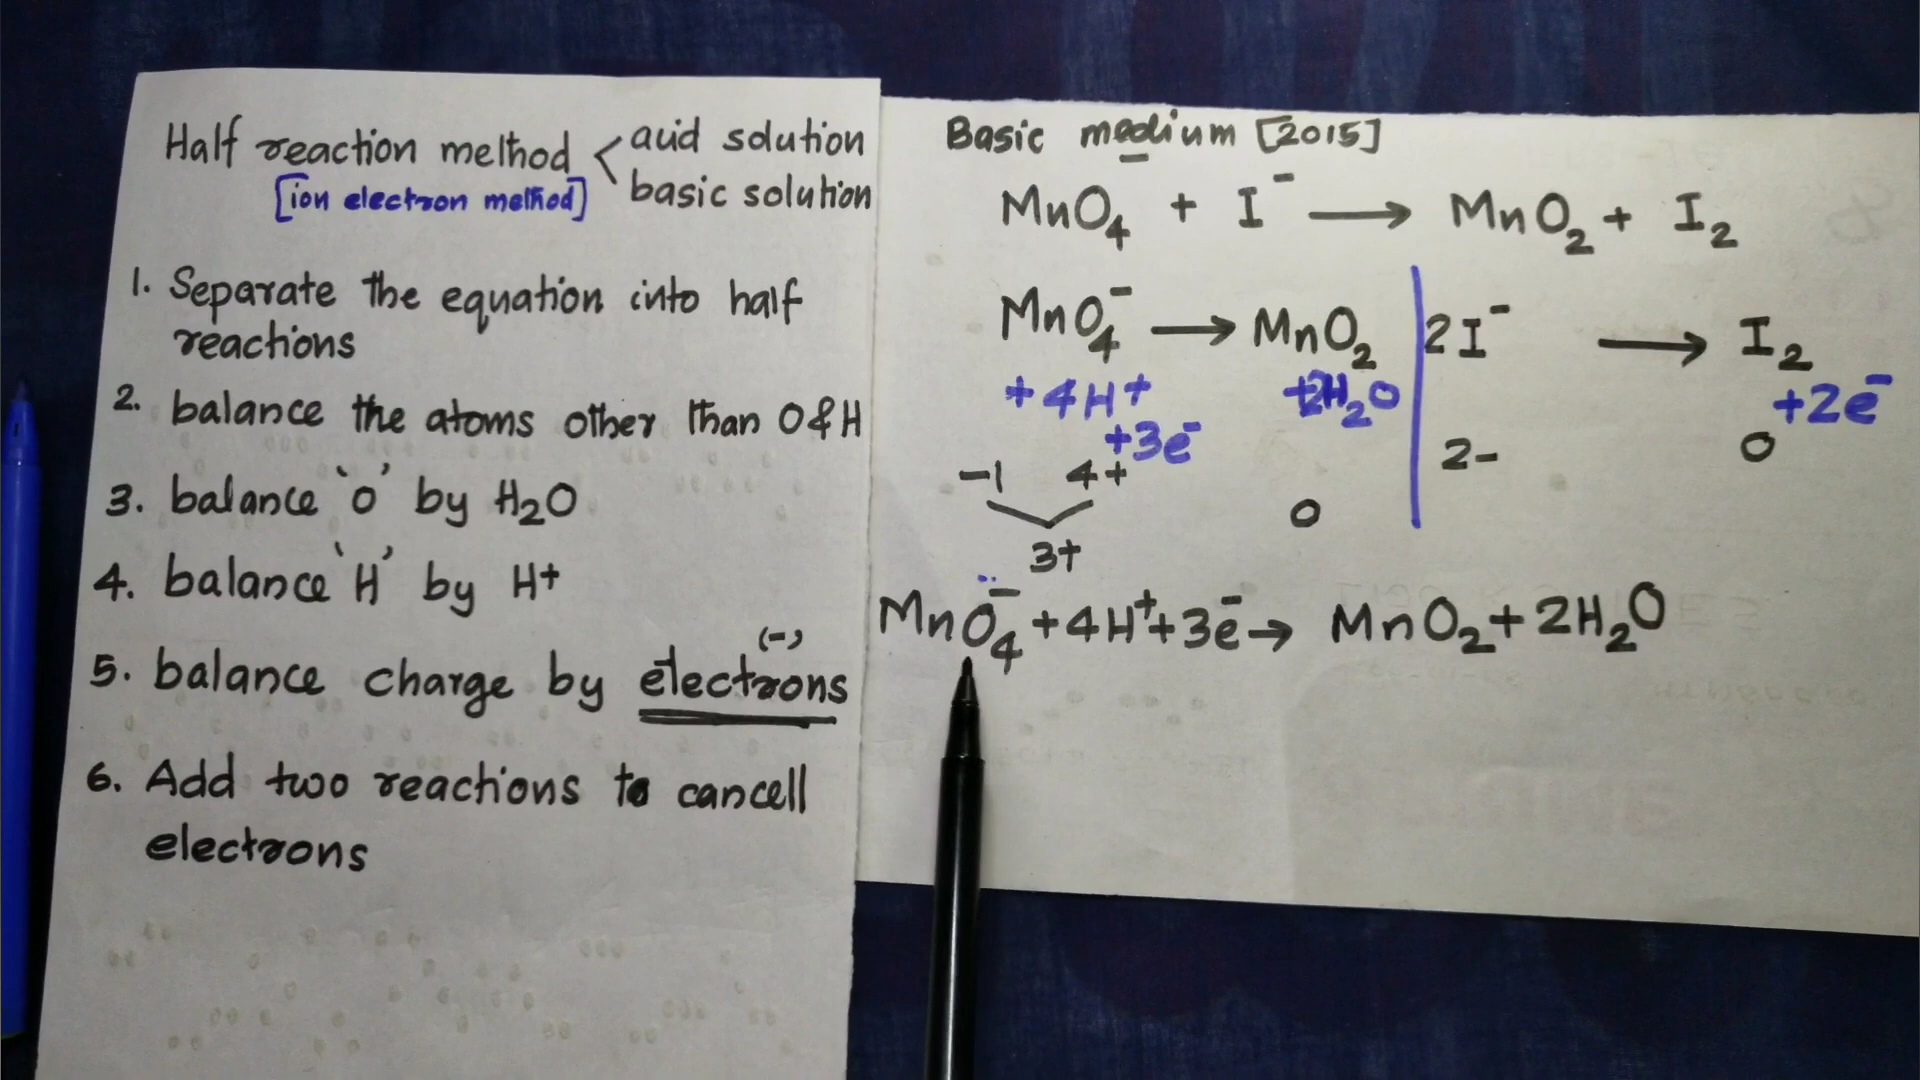 Half reaction method < acid solution
basic solution
[ion electron method]
1. Separate the equation into half
reactions
2. balance the atoms other than O & H
3. balance 'O' by H₂O
4. balance 'H' by H+
5. balance charge by electrons
(-)
6. Add two reactions to cancell
electrons
Basic medium [2015]
MnO₄⁻ + I⁻ → MnO₂ + I₂
MnO₄⁻ → MnO₂ | 2I⁻ → I₂
+4H+ +2H₂O +2e⁻
+3e⁻
-1 4+ 2- 0
0
3+
MnO₄⁻ + 4H⁺ + 3e⁻ → MnO₂ + 2H₂O